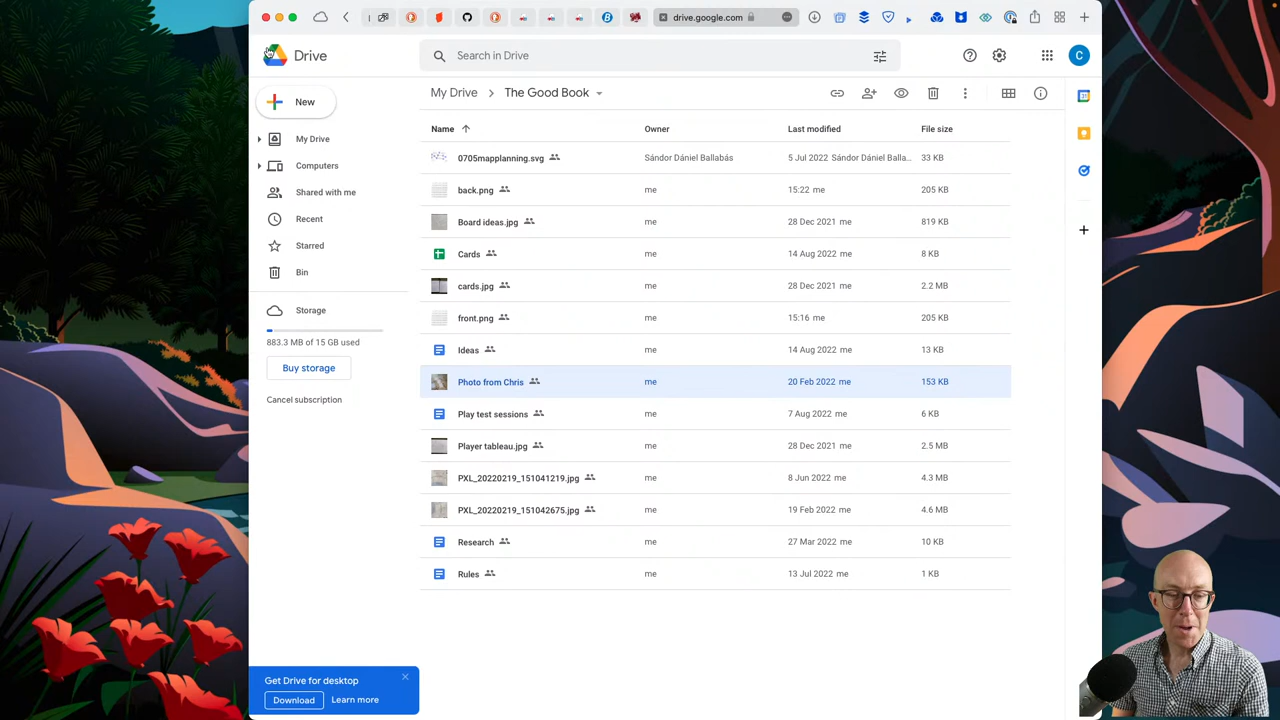 drive.google.com
Drive
Search in Drive
C
New
My Drive
Computers
Shared with me
Recent
Starred
Bin
Storage
883.3 MB of 15 GB used
Buy storage
Cancel subscription
Get Drive for desktop
Download
Learn more
My Drive > The Good Book
Name Owner Last modified File size
0705mapplanning.svg Sándor Dániel Ballabás 5 Jul 2022 Sándor Dániel Balla... 33 KB
back.png me 15:22 me 205 KB
Board ideas.jpg me 28 Dec 2021 me 819 KB
Cards me 14 Aug 2022 me 8 KB
cards.jpg me 28 Dec 2021 me 2.2 MB
front.png me 15:16 me 205 KB
Ideas me 14 Aug 2022 me 13 KB
Photo from Chris me 20 Feb 2022 me 153 KB
Play test sessions me 7 Aug 2022 me 6 KB
Player tableau.jpg me 28 Dec 2021 me 2.5 MB
PXL_20220219_151041219.jpg me 8 Jun 2022 me 4.3 MB
PXL_20220219_151042675.jpg me 19 Feb 2022 me 4.6 MB
Research me 27 Mar 2022 me 10 KB
Rules me 13 Jul 2022 me 1 KB